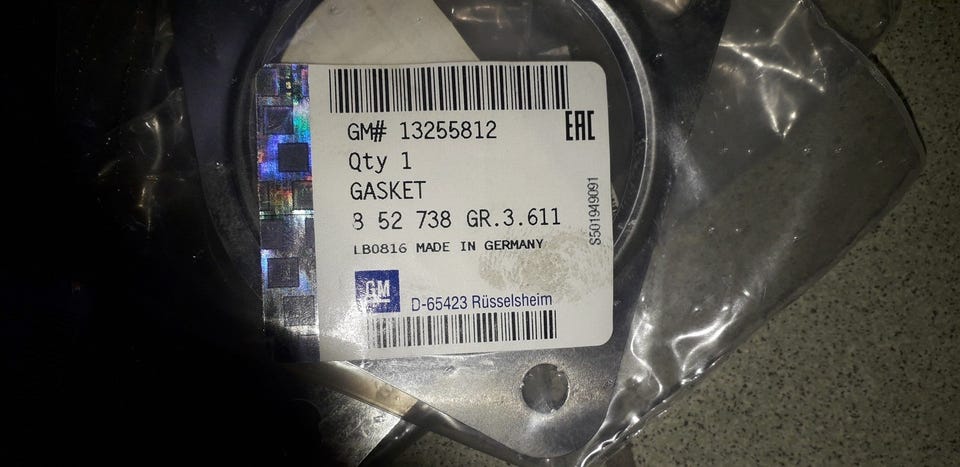 GM# 13255812
EAC
Qty 1
GASKET
8 52 738 GR.3.611
LB0816 MADE IN GERMANY
S501949091
GM
D-65423 Rüsselsheim